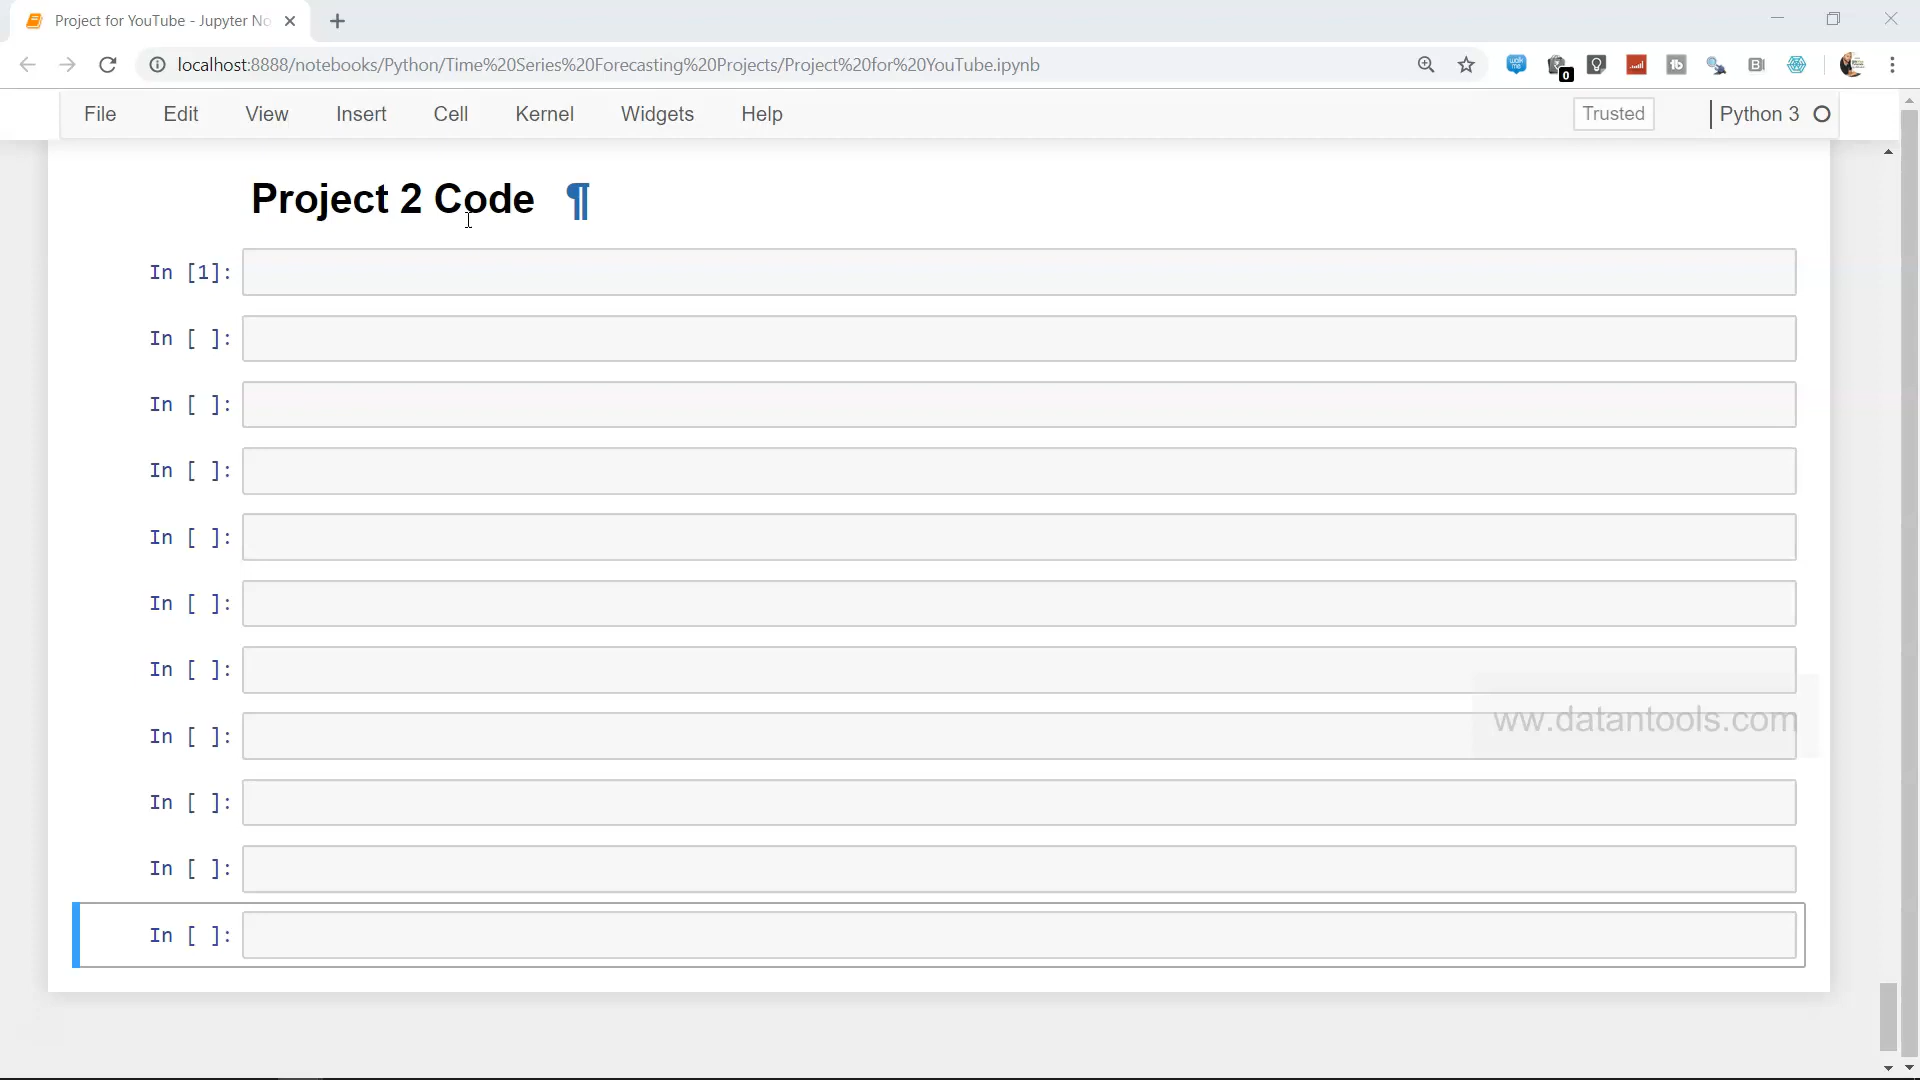 Project for YouTube - Jupyter No
localhost:8888/notebooks/Python/Time%20Series%20Forecasting%20Projects/Project%20for%20YouTube.ipynb
0
tb
B
File Edit View Insert Cell Kernel Widgets Help Trusted Python 3
Project 2 Code ¶
In [1]:
In [ ]:
In [ ]:
In [ ]:
In [ ]:
In [ ]:
In [ ]:
In [ ]:
ww.datantools.com
In [ ]:
In [ ]:
In [ ]: